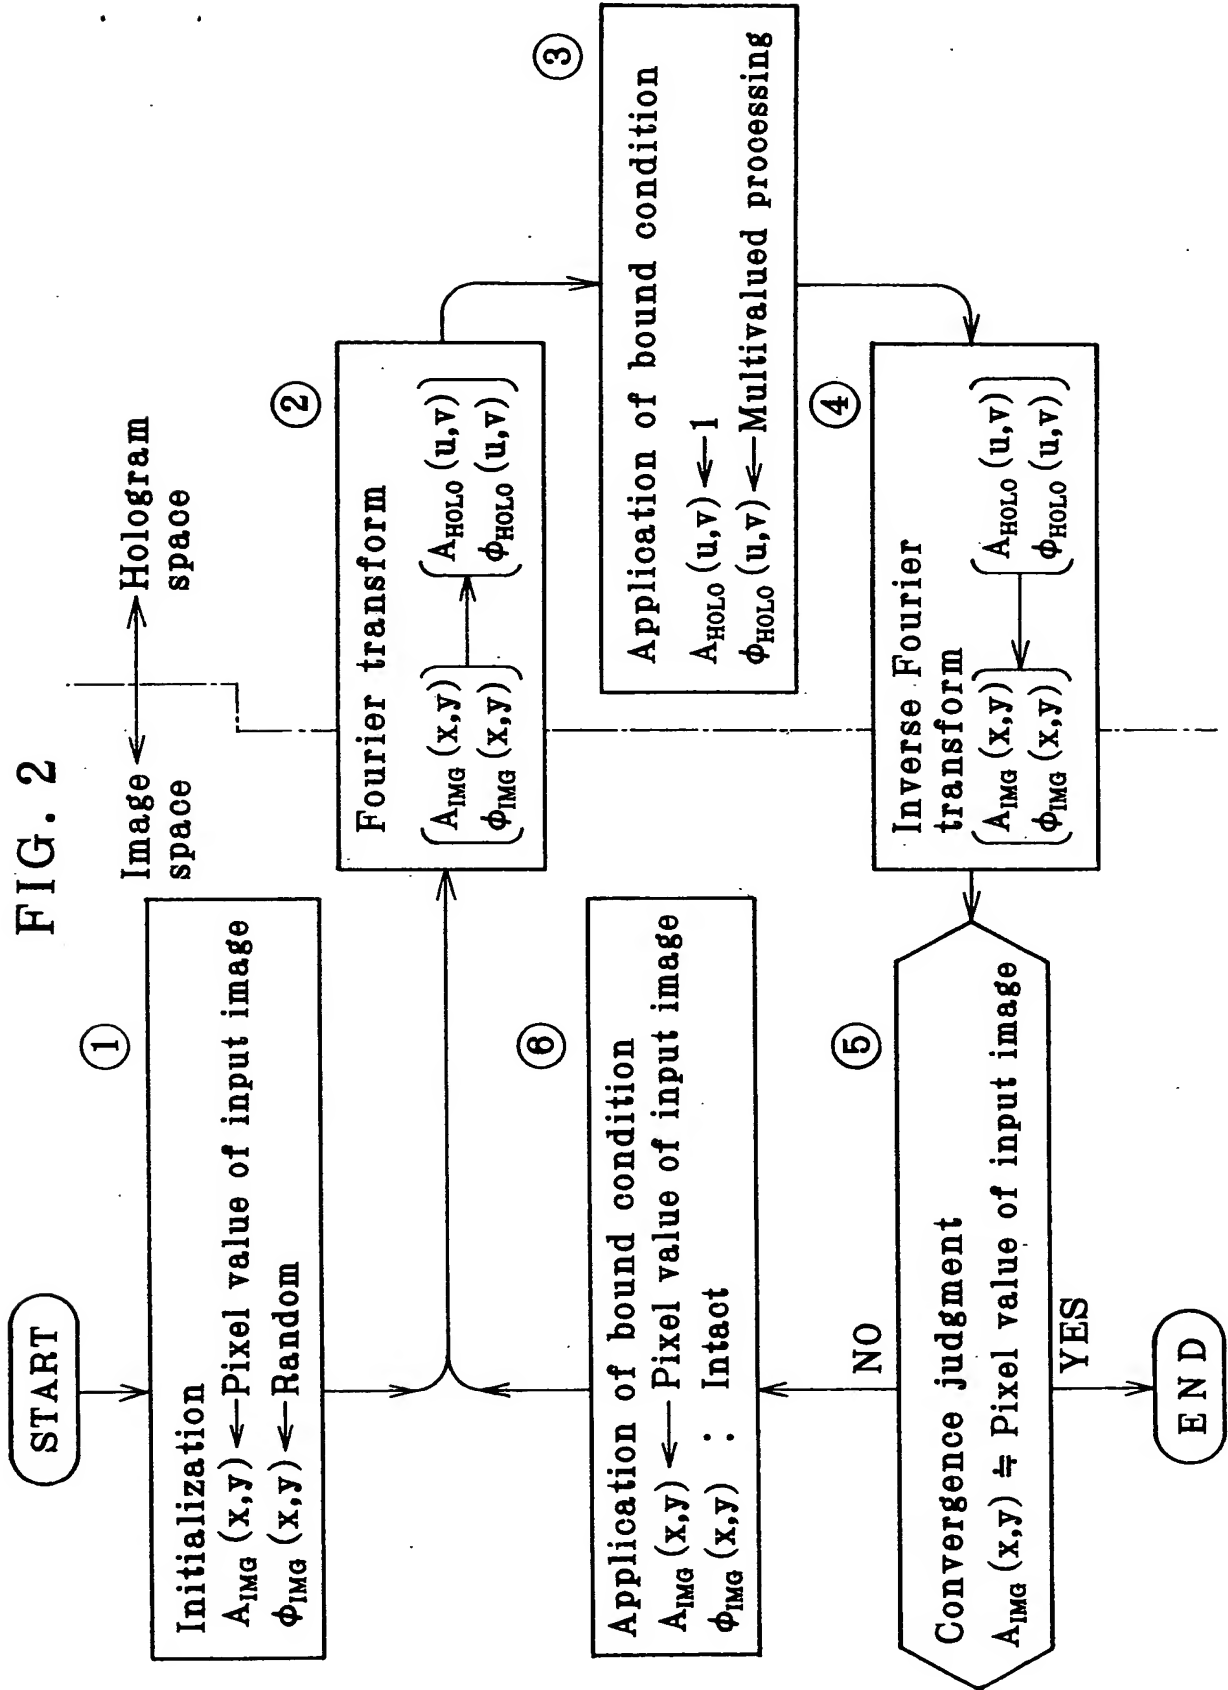 FIG. 2
Image ⟷ Hologram
space space
START
①
Initialization
A_IMG (x,y) ← Pixel value of input image
ϕ_IMG (x,y) ← Random
②
Fourier transform
( A_IMG (x,y) ) → ( A_HOLO (u,v) )
( ϕ_IMG (x,y) ) ( ϕ_HOLO (u,v) )
③
Application of bound condition
A_HOLO (u,v) ← 1
ϕ_HOLO (u,v) ← Multivalued processing
④
Inverse Fourier
transform
( A_IMG (x,y) ) ← ( A_HOLO (u,v) )
( ϕ_IMG (x,y) ) ( ϕ_HOLO (u,v) )
⑤
Convergence judgment
A_IMG (x,y) ≒ Pixel value of input image
NO
YES
⑥
Application of bound condition
A_IMG (x,y) ← Pixel value of input image
ϕ_IMG (x,y) : Intact
END